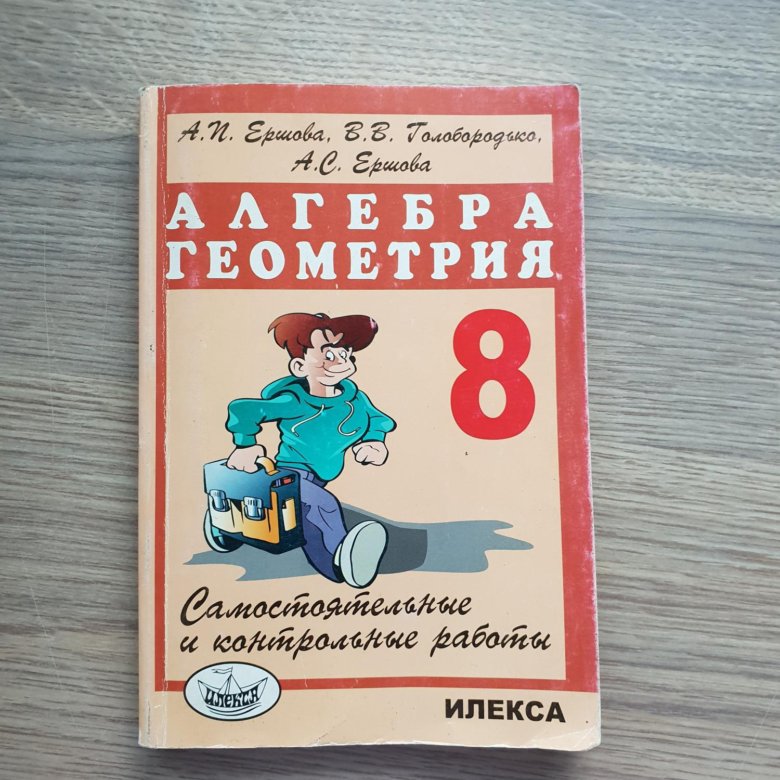 А.П. Ершова, В.В. Голобородько,
А.С. Ершова
АЛГЕБРА
ГЕОМЕТРИЯ
8
Самостоятельные
и контрольные работы
ИЛЕКСА
ИЛЕКСА